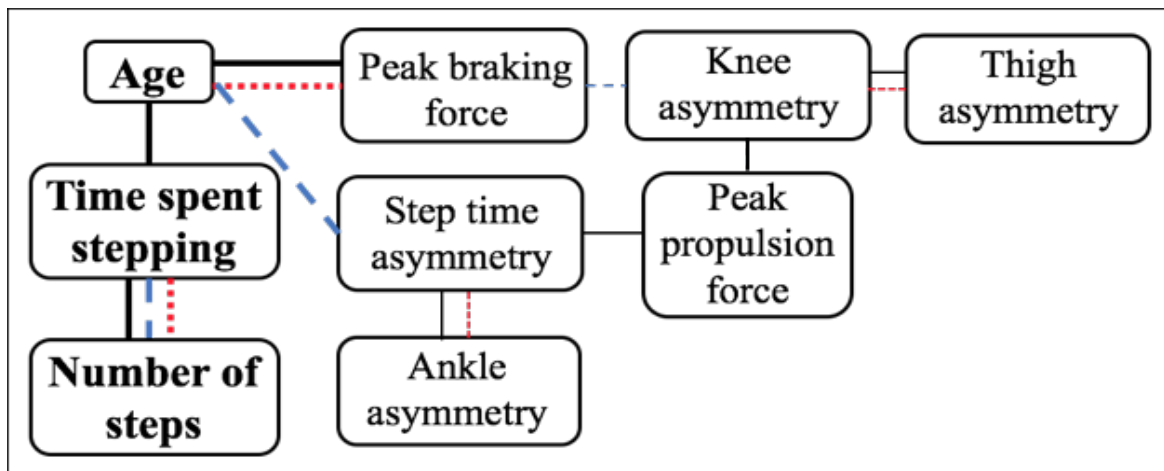 Age
Peak braking
force
Knee
asymmetry
Thigh
asymmetry
Time spent
stepping
Step time
asymmetry
Peak
propulsion
force
Number of
steps
Ankle
asymmetry